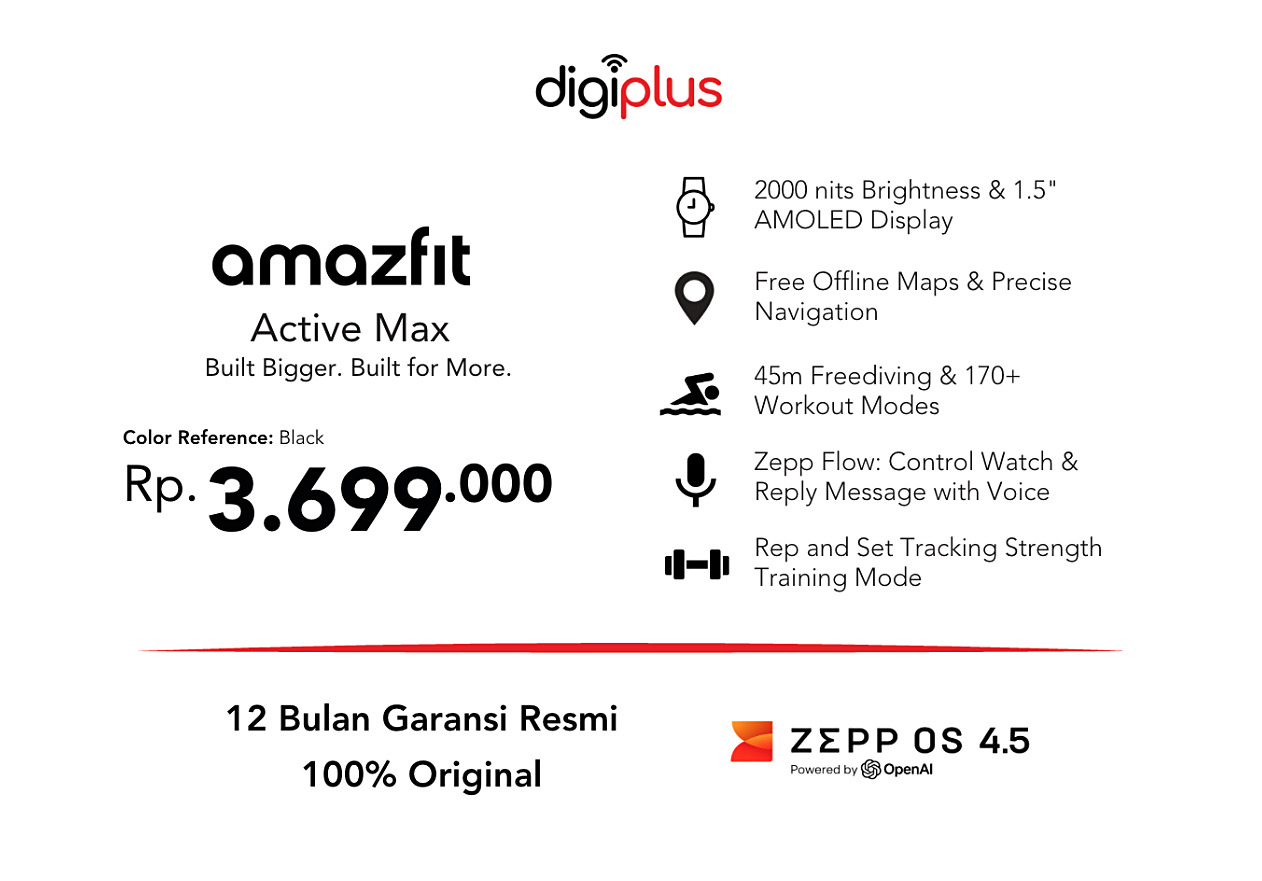 digiplus
amazfit
Active Max
Built Bigger. Built for More.
Color Reference: Black
Rp. 3.699.000
2000 nits Brightness & 1.5"
AMOLED Display
Free Offline Maps & Precise
Navigation
45m Freediving & 170+
Workout Modes
Zepp Flow: Control Watch &
Reply Message with Voice
Rep and Set Tracking Strength
Training Mode
12 Bulan Garansi Resmi
100% Original
ZEPP OS 4.5
Powered by OpenAI